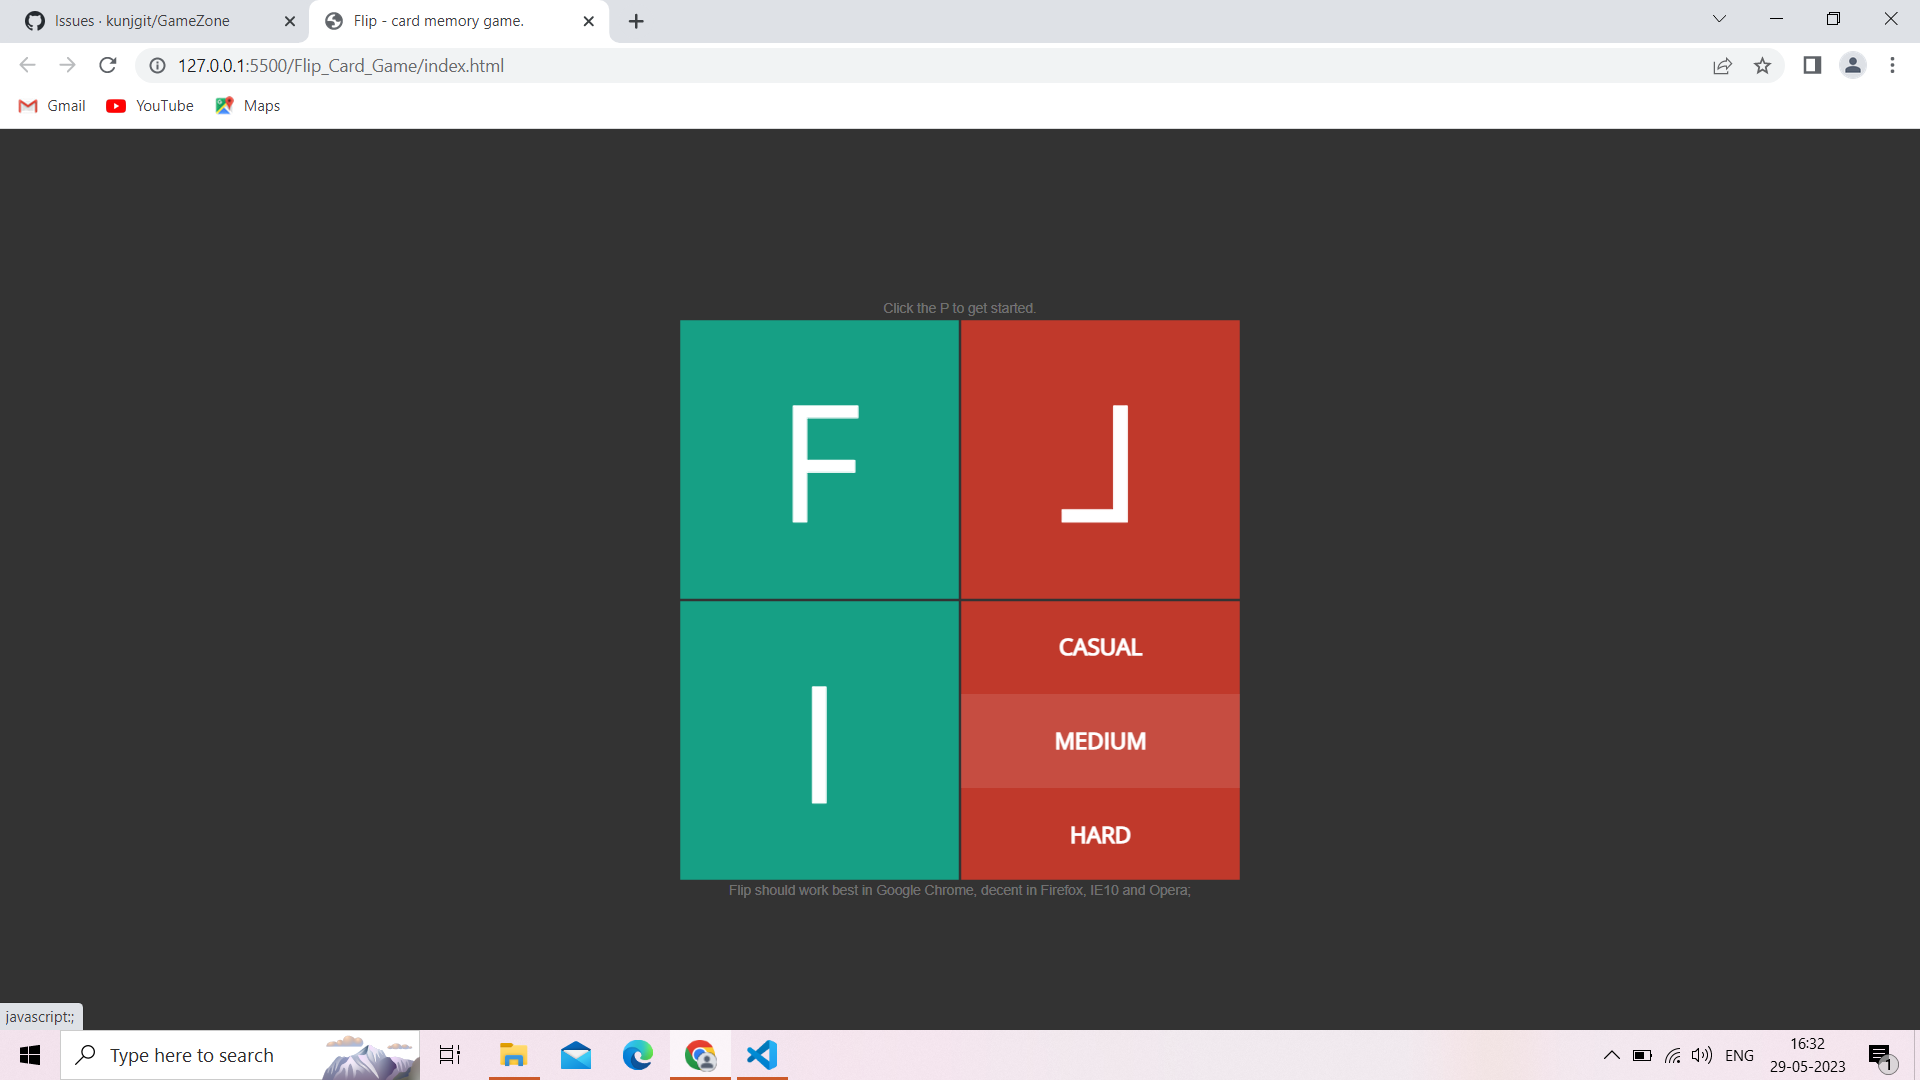 Issues · kunjgit/GameZone
Flip - card memory game.
127.0.0.1:5500/Flip_Card_Game/index.html
Gmail
YouTube
Maps
Click the P to get started.
F
L
I
CASUAL
MEDIUM
HARD
Flip should work best in Google Chrome, decent in Firefox, IE10 and Opera;
javascript:;
Type here to search
ENG
16:32
29-05-2023
1